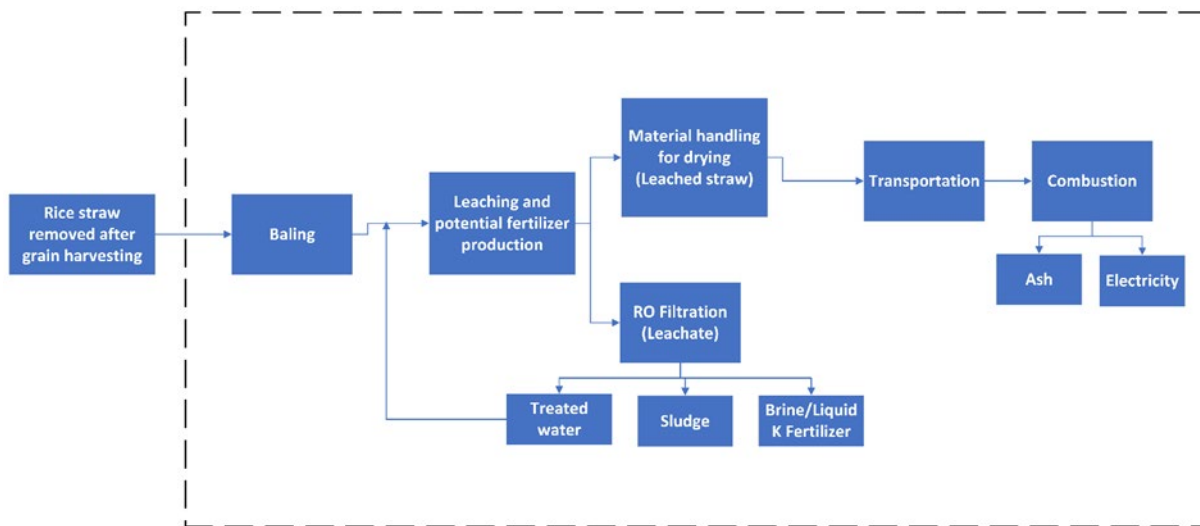 Rice straw
removed after
grain harvesting
Baling
Leaching and
potential fertilizer
production
Material handling
for drying
(Leached straw)
Transportation
Combustion
Ash
Electricity
RO Filtration
(Leachate)
Treated
water
Sludge
Brine/Liquid
K Fertilizer